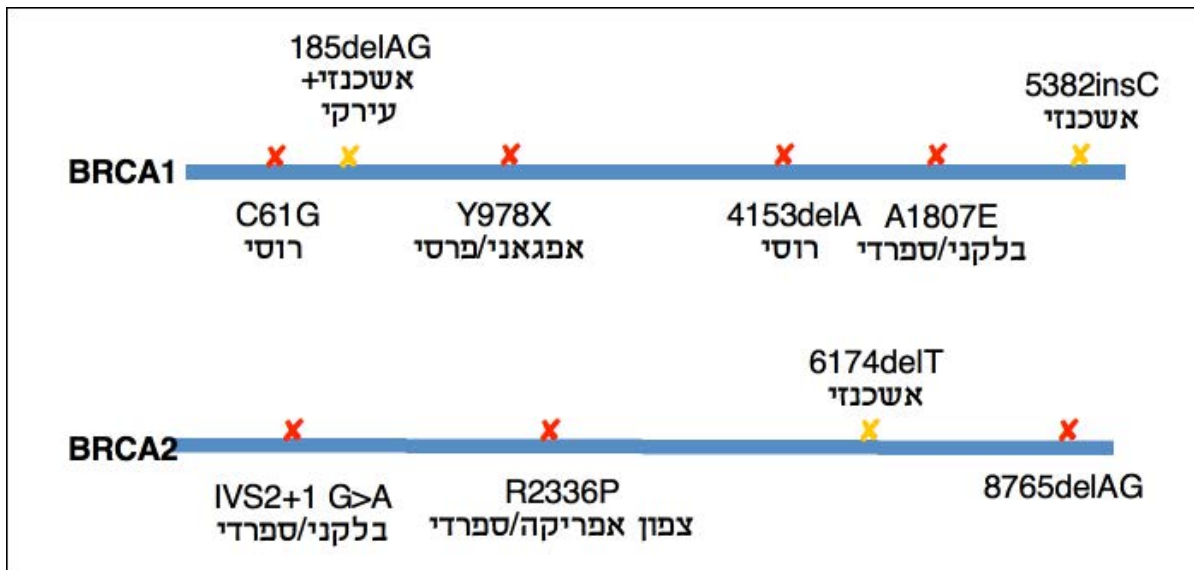 185delAG
אשכנזי+
עירקי
5382insC
אשכנזי
BRCA1
C61G
רוסי
Y978X
אפגאני/פרסי
4153delA
רוסי
A1807E
בלקני/ספרדי
6174delT
אשכנזי
BRCA2
IVS2+1 G>A
בלקני/ספרדי
R2336P
צפון אפריקה/ספרדי
8765delAG